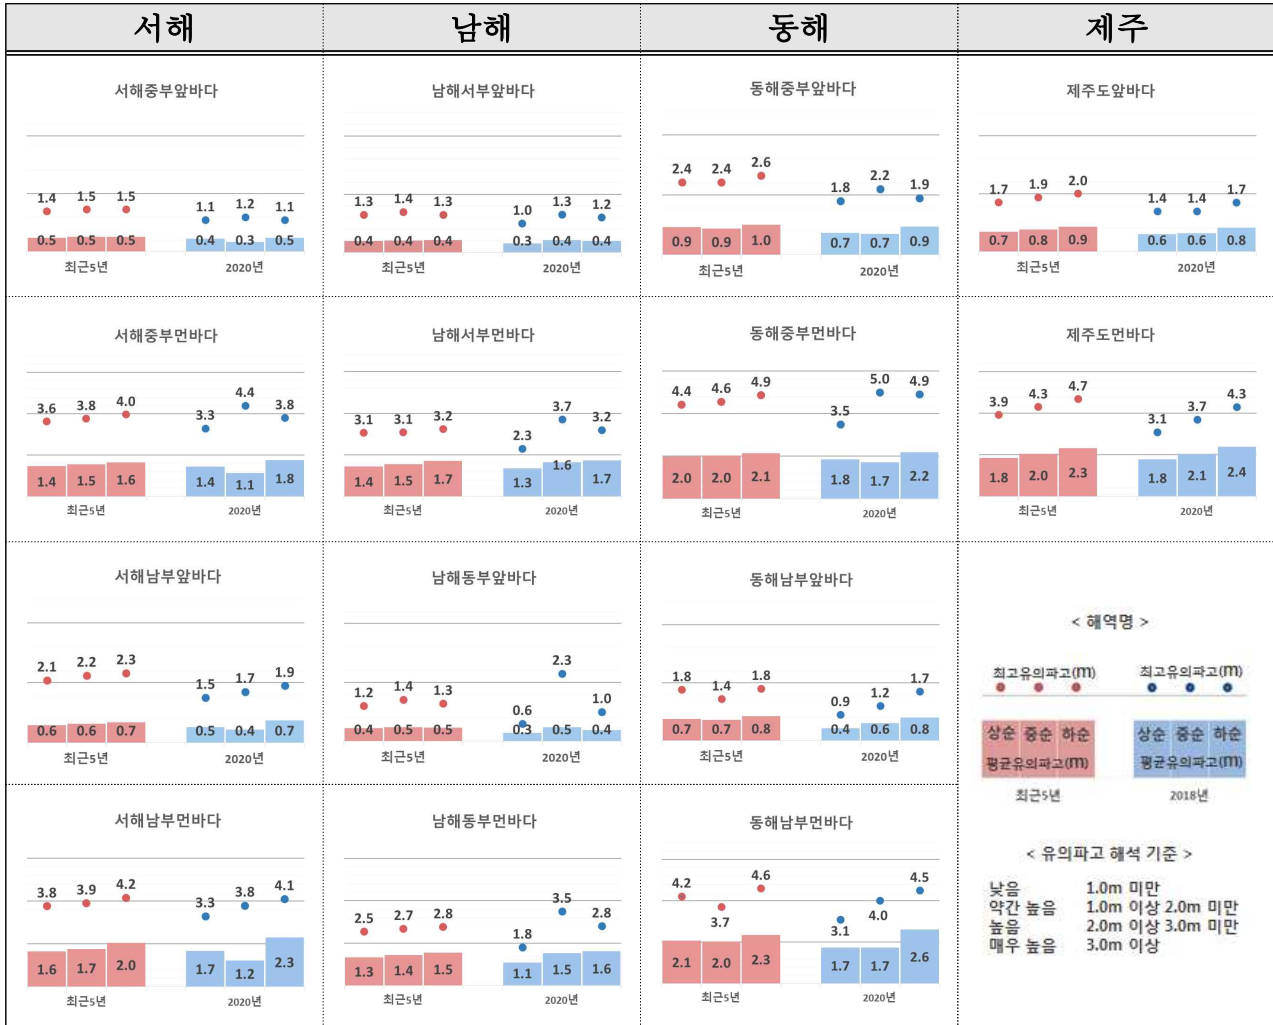 서해 남해 동해 제주
서해중부앞바다
1.4 1.5 1.5 1.1 1.2 1.1
0.5 0.5 0.5 0.4 0.3 0.5
최근5년 2020년
남해서부앞바다
1.3 1.4 1.3 1.0 1.3 1.2
0.4 0.4 0.4 0.3 0.4 0.4
최근5년 2020년
동해중부앞바다
2.4 2.4 2.6 1.8 2.2 1.9
0.9 0.9 1.0 0.7 0.7 0.9
최근5년 2020년
제주도앞바다
1.7 1.9 2.0 1.4 1.4 1.7
0.7 0.8 0.9 0.6 0.6 0.8
최근5년 2020년
서해중부먼바다
3.6 3.8 4.0 3.3 4.4 3.8
1.4 1.5 1.6 1.4 1.1 1.8
최근5년 2020년
남해서부먼바다
3.1 3.1 3.2 2.3 3.7 3.2
1.4 1.5 1.7 1.3 1.6 1.7
최근5년 2020년
동해중부먼바다
4.4 4.6 4.9 3.5 5.0 4.9
2.0 2.0 2.1 1.8 1.7 2.2
최근5년 2020년
제주도먼바다
3.9 4.3 4.7 3.1 3.7 4.3
1.8 2.0 2.3 1.8 2.1 2.4
최근5년 2020년
서해남부앞바다
2.1 2.2 2.3 1.5 1.7 1.9
0.6 0.6 0.7 0.5 0.4 0.7
최근5년 2020년
남해동부앞바다
1.2 1.4 1.3 0.6 2.3 1.0
0.4 0.5 0.5 0.3 0.5 0.4
최근5년 2020년
동해남부앞바다
1.8 1.4 1.8 0.9 1.2 1.7
0.7 0.7 0.8 0.4 0.6 0.8
최근5년 2020년
< 해역명 >
최고유의파고(m) 최고유의파고(m)
상순 중순 하순 상순 중순 하순
평균유의파고(m) 평균유의파고(m)
최근5년 2018년
서해남부먼바다
3.8 3.9 4.2 3.3 3.8 4.1
1.6 1.7 2.0 1.7 1.2 2.3
최근5년 2020년
남해동부먼바다
2.5 2.7 2.8 1.8 3.5 2.8
1.3 1.4 1.5 1.1 1.5 1.6
최근5년 2020년
동해남부먼바다
4.2 3.7 4.6 3.1 4.0 4.5
2.1 2.0 2.3 1.7 1.7 2.6
최근5년 2020년
< 유의파고 해석 기준 >
낮음 1.0m 미만
약간 높음 1.0m 이상 2.0m 미만
높음 2.0m 이상 3.0m 미만
매우 높음 3.0m 이상